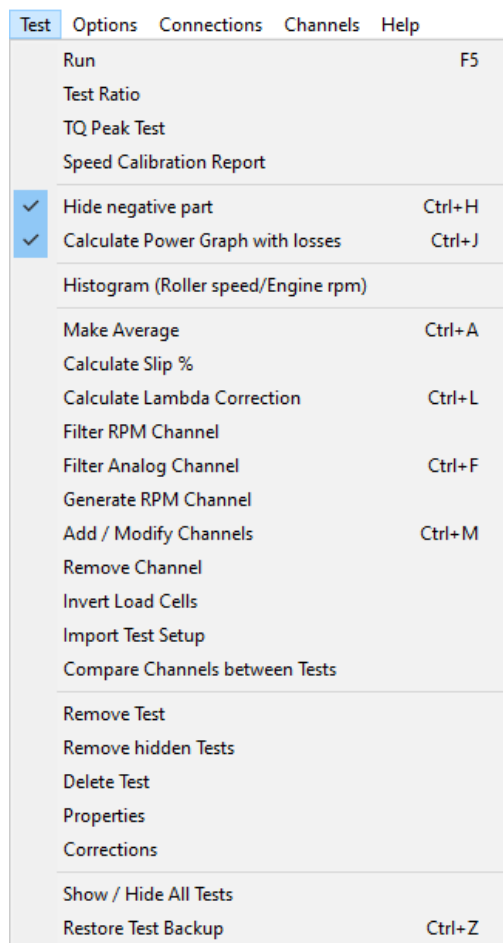 Test Options Connections Channels Help
Run F5
Test Ratio
TQ Peak Test
Speed Calibration Report
Hide negative part Ctrl+H
Calculate Power Graph with losses Ctrl+J
Histogram (Roller speed/Engine rpm)
Make Average Ctrl+A
Calculate Slip %
Calculate Lambda Correction Ctrl+L
Filter RPM Channel
Filter Analog Channel Ctrl+F
Generate RPM Channel
Add / Modify Channels Ctrl+M
Remove Channel
Invert Load Cells
Import Test Setup
Compare Channels between Tests
Remove Test
Remove hidden Tests
Delete Test
Properties
Corrections
Show / Hide All Tests
Restore Test Backup Ctrl+Z